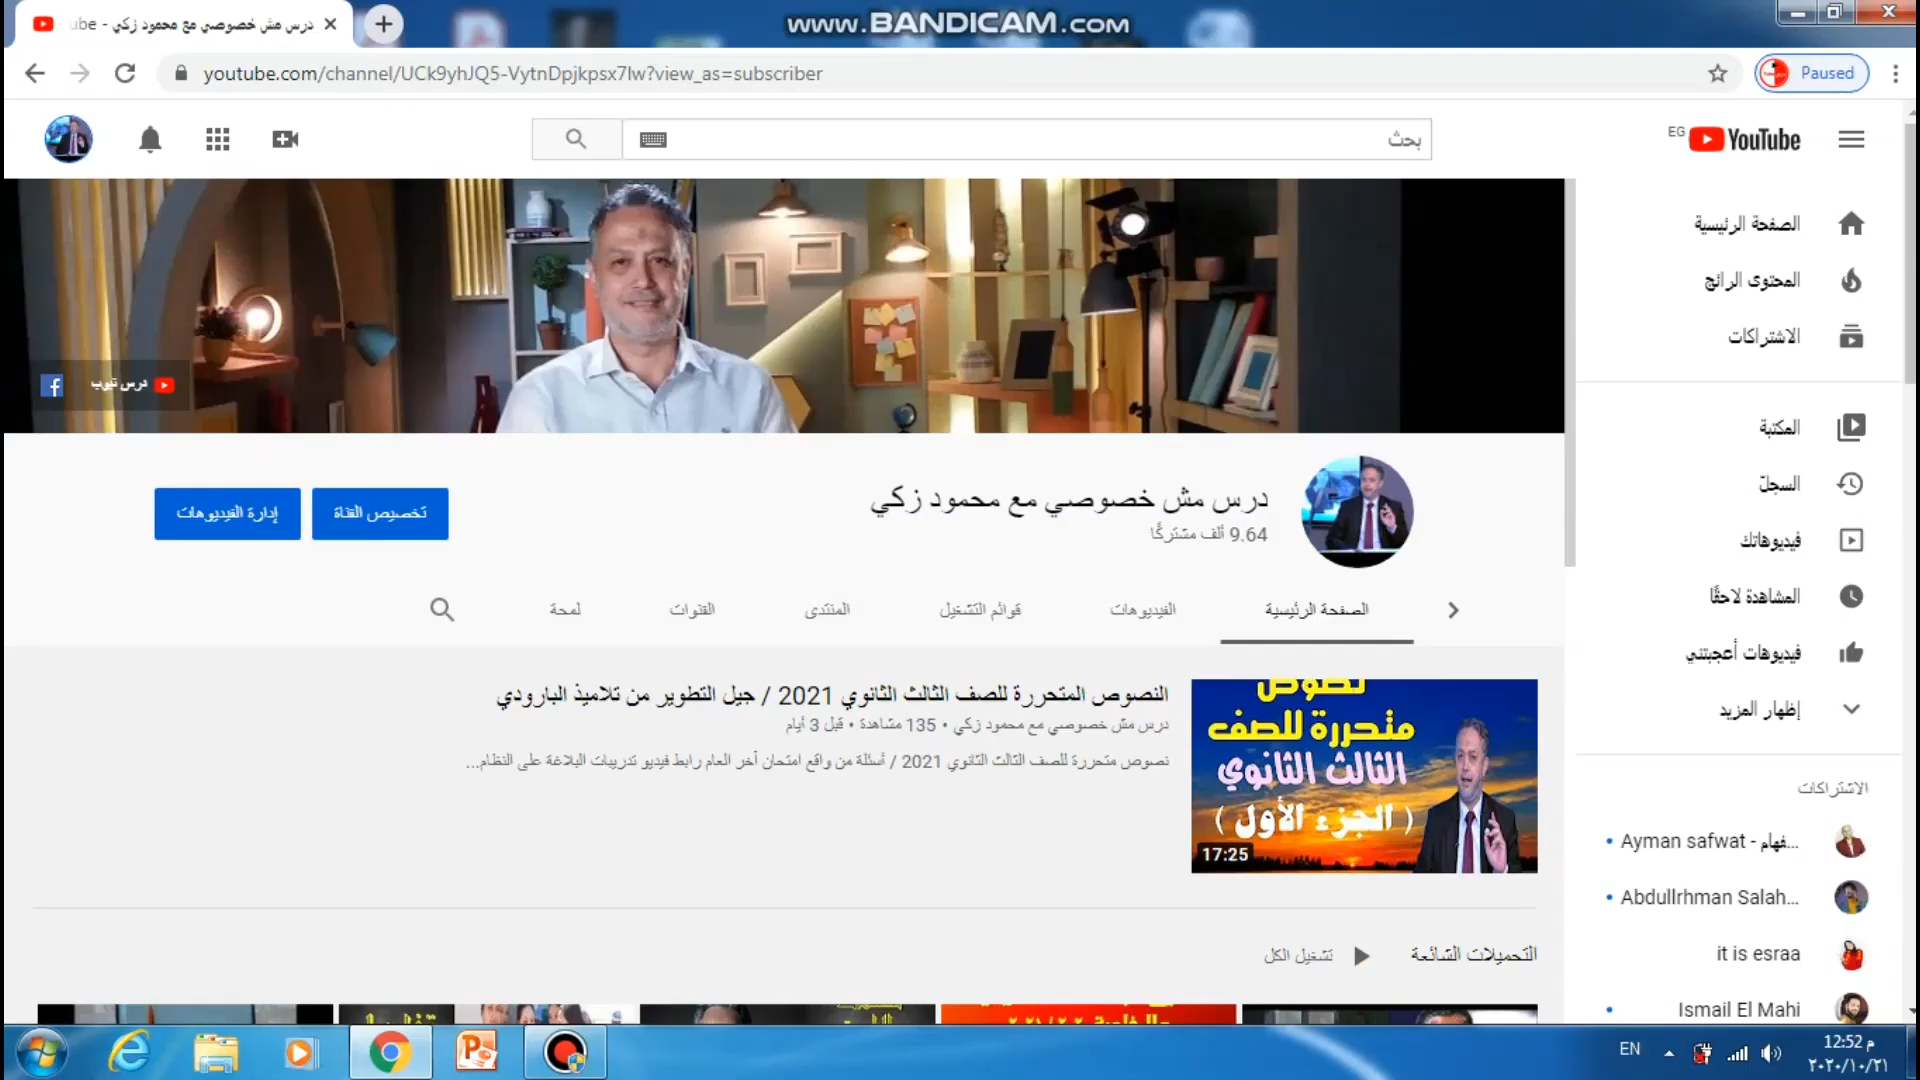 درس مش خصوصي مع محمود زكي - ube
www.BANDICAM.com
youtube.com/channel/UCk9yhJQ5-VytnDpjkpsx7lw?view_as=subscriber
Paused
YouTube EG
بحث
الصفحة الرئيسية
المحتوى الرائج
الاشتراكات
المكتبة
السجلّ
فيديوهاتك
المشاهدة لاحقًا
فيديوهات أعجبتني
إظهار المزيد
الاشتراكات
Ayman safwat - فهام...
Abdullrhman Salah...
it is esraa
Ismail El Mahi
درس تيوب
درس مش خصوصي مع محمود زكي
9.64 ألف مشتركًا
تخصيص القناة
إدارة الفيديوهات
الصفحة الرئيسية
الفيديوهات
قوائم التشغيل
المنتدى
القنوات
لمحة
نصوص
متحررة للصف
الثالث الثانوي
( الجزء الأول )
17:25
النصوص المتحررة للصف الثالث الثانوي 2021 / جيل التطوير من تلاميذ البارودي
درس مش خصوصي مع محمود زكي • 135 مشاهدة • قبل 3 أيام
نصوص متحررة للصف الثالث الثانوي 2021 / أسئلة من واقع امتحان آخر العام رابط فيديو تدريبات البلاغة على النظام...
التحميلات الشائعة
تشغيل الكل
EN
12:52 م
٢٠٢٠/١٠/٢١